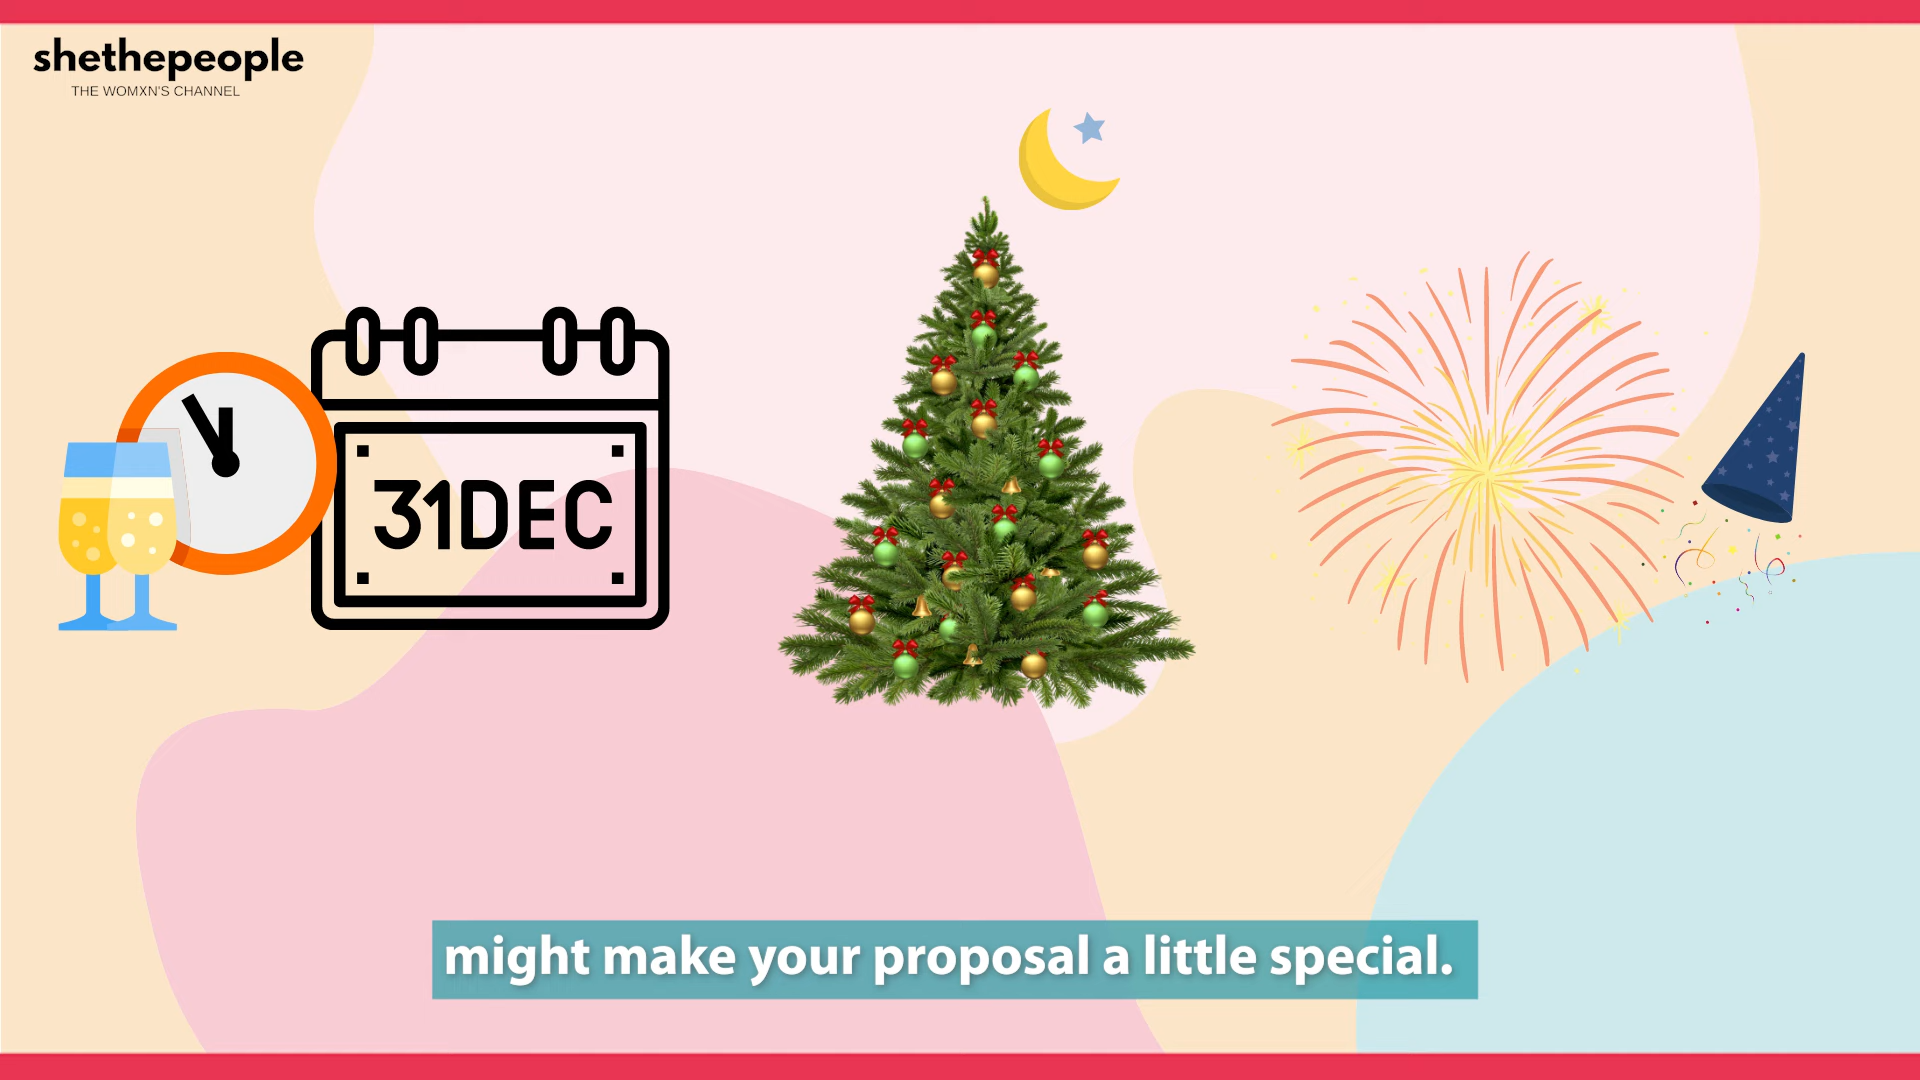 shethepeople
THE WOMXN'S CHANNEL
31DEC
might make your proposal a little special.